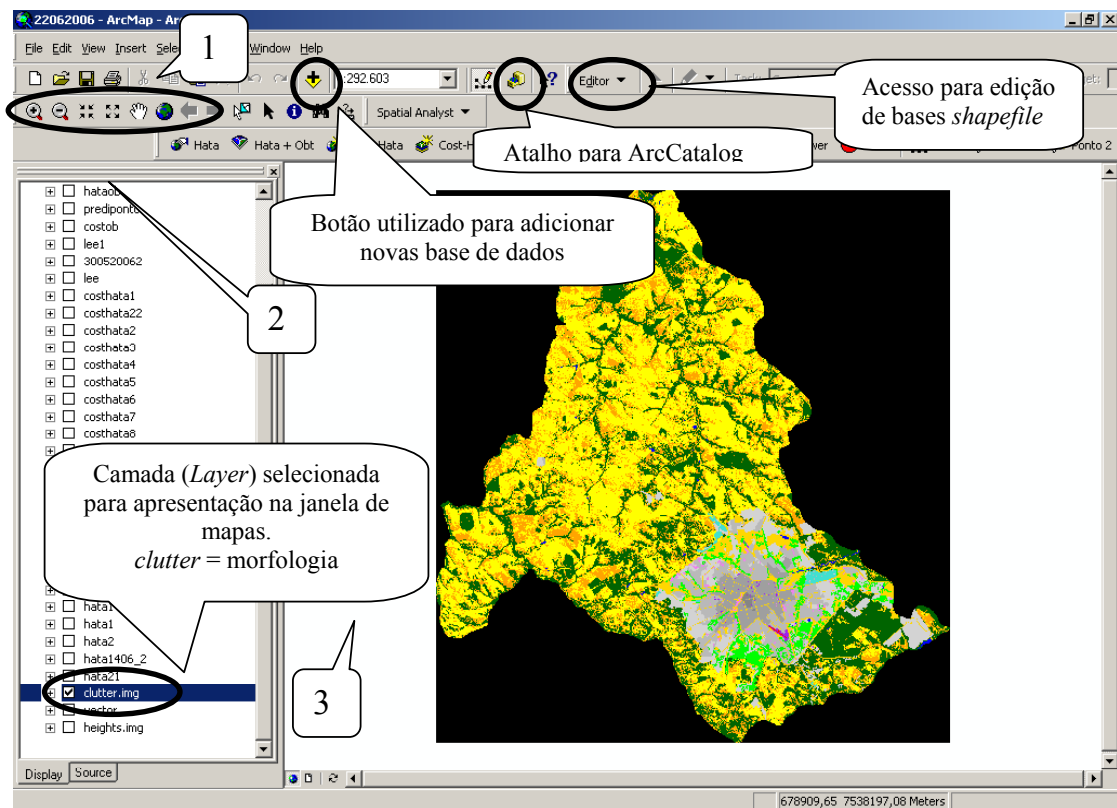 22062006 - ArcMap - Ar
File Edit View Insert Selec Window Help
1
:292.603
Editor
Acesso para edição
de bases shapefile
Spatial Analyst
Hata Hata + Obt Hata Cost-H
Atalho para ArcCatalog
Ponto 2
Botão utilizado para adicionar
novas base de dados
hataob
prediponto
costob
lee1
300520062
lee
costhata1
costhata22
costhata2
costhata3
costhata4
costhata5
costhata6
costhata7
costhata8
2
Camada (Layer) selecionada
para apresentação na janela de
mapas.
clutter = morfologia
hata1
hata1
hata2
hata1406_2
hata21
clutter.img
vector
heights.img
3
Display Source
678909,65 7538197,08 Meters